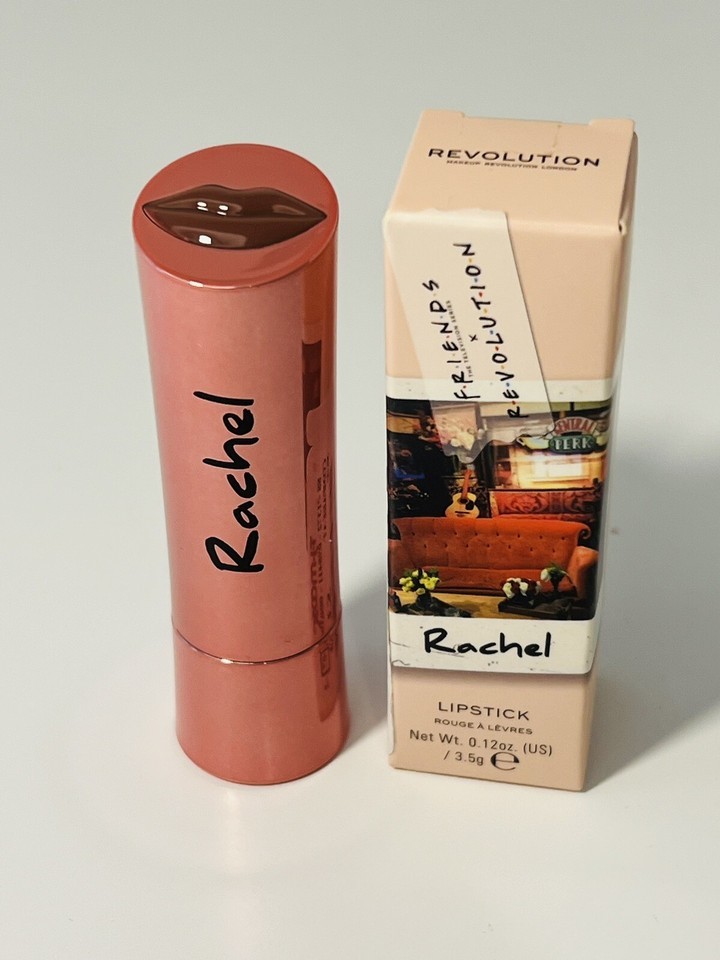 Rachel
REVOLUTION
MAKEUP REVOLUTION LONDON
F·R·I·E·N·D·S
THE TELEVISION SERIES
x
R·E·V·O·L·U·T·I·O·N
CENTRAL
PERK
Rachel
LIPSTICK
ROUGE À LÈVRES
Net Wt. 0.12oz. (US)
/ 3.5g e